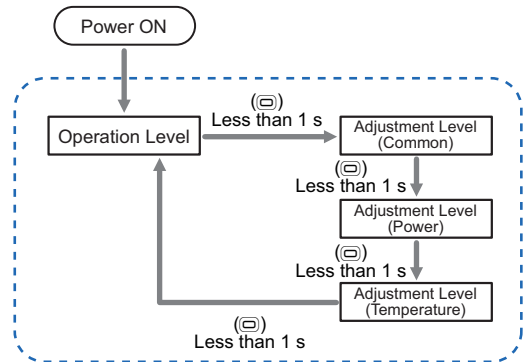 Power ON
Operation Level
Less than 1 s
Adjustment Level
(Common)
Less than 1 s
Adjustment Level
(Power)
Less than 1 s
Adjustment Level
(Temperature)
Less than 1 s